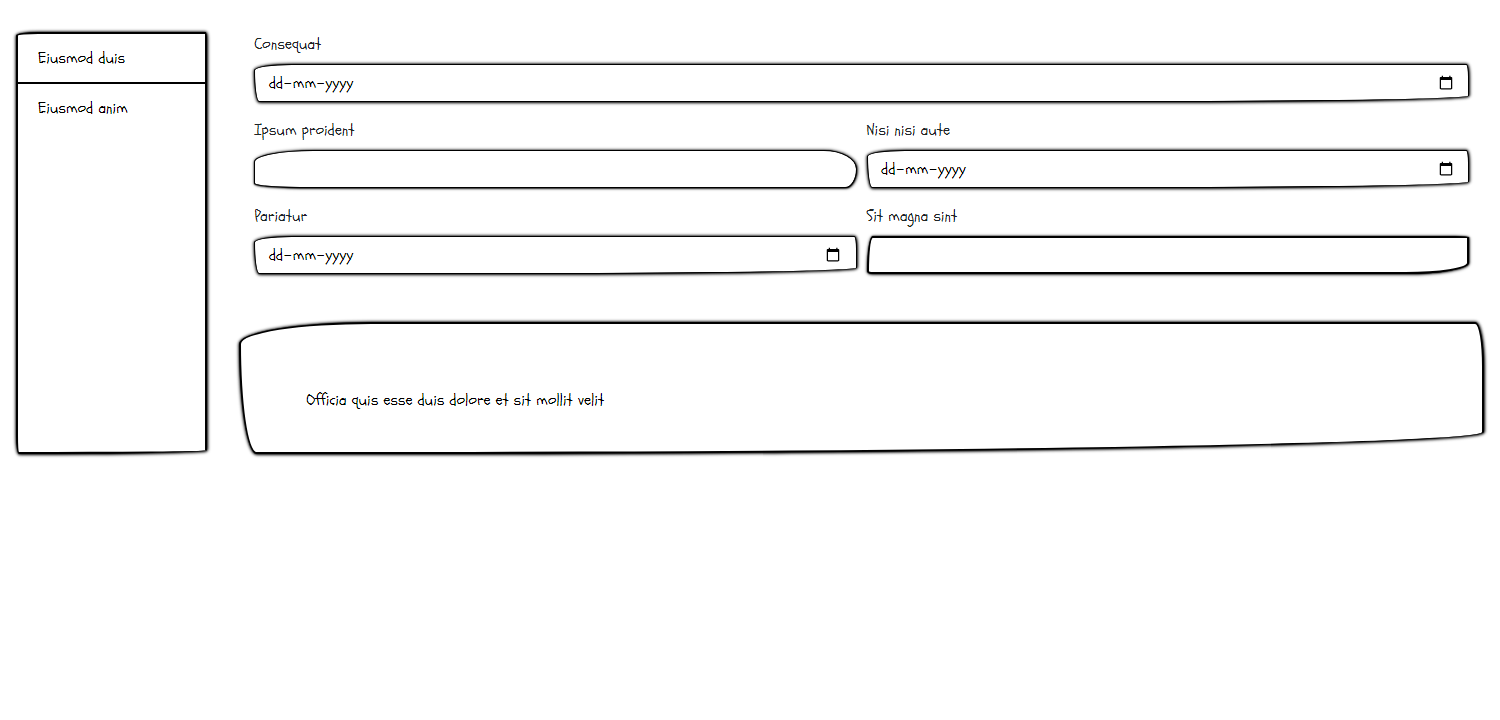 Eiusmod duis
Eiusmod anim
Consequat
dd-mm-yyyy
Ipsum proident
Nisi nisi aute
dd-mm-yyyy
Pariatur
Sit magna sint
dd-mm-yyyy
Officia quis esse duis dolore et sit mollit velit